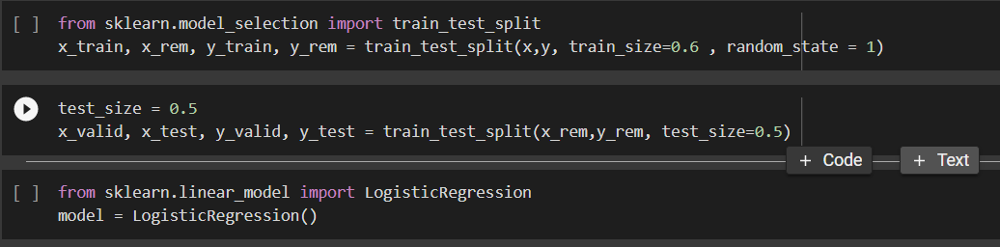 [ ] from sklearn.model_selection import train_test_split
x_train, x_rem, y_train, y_rem = train_test_split(x,y, train_size=0.6 , random_state = 1)
test_size = 0.5
x_valid, x_test, y_valid, y_test = train_test_split(x_rem,y_rem, test_size=0.5)
+ Code + Text
[ ] from sklearn.linear_model import LogisticRegression
model = LogisticRegression()